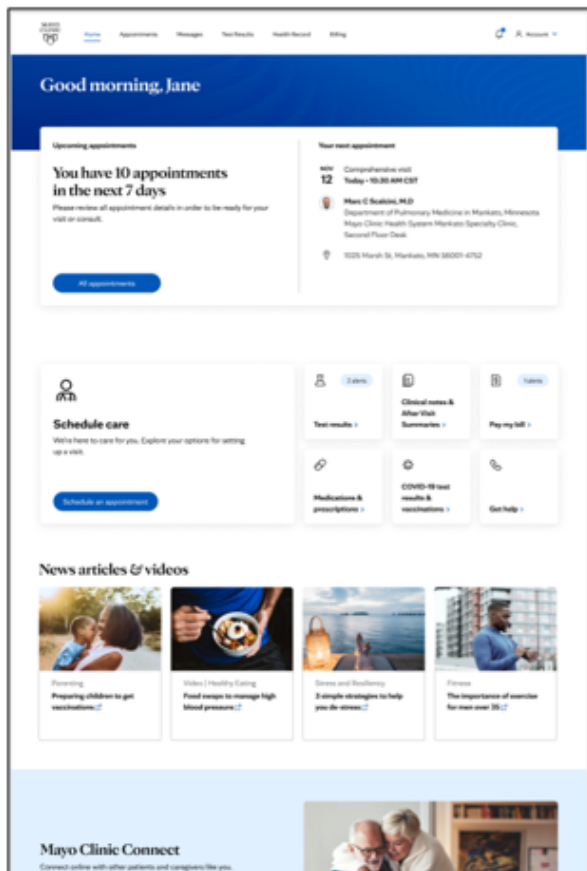 MAYO
CLINIC
Home
Appointments
Messages
Test Results
Health Record
Billing
Account
Good morning, Jane
Upcoming appointments
You have 10 appointments
in the next 7 days
Please review all appointment details in order to be ready for your
visit or consult.
All appointments
Your next appointment
NOV
12
Comprehensive visit
Today - 10:30 AM CST
Marc C Scalcini, M.D
Department of Pulmonary Medicine in Mankato, Minnesota
Mayo Clinic Health System Mankato Specialty Clinic,
Second Floor Desk
1025 Marsh St, Mankato, MN 56001-4752
Schedule care
We're here to care for you. Explore your options for setting
up a visit.
Schedule an appointment
2 alerts
Test results >
Clinical notes &
After Visit
Summaries >
1 alerts
Pay my bill >
Medications &
prescriptions >
COVID-19 test
results &
vaccinations >
Get help >
News articles & videos
Parenting
Preparing children to get
vaccinations
Video | Healthy Eating
Food swaps to manage high
blood pressure
Stress and Resiliency
3 simple strategies to help
you de-stress
Fitness
The importance of exercise
for men over 35
Mayo Clinic Connect
Connect online with other patients and caregivers like you.